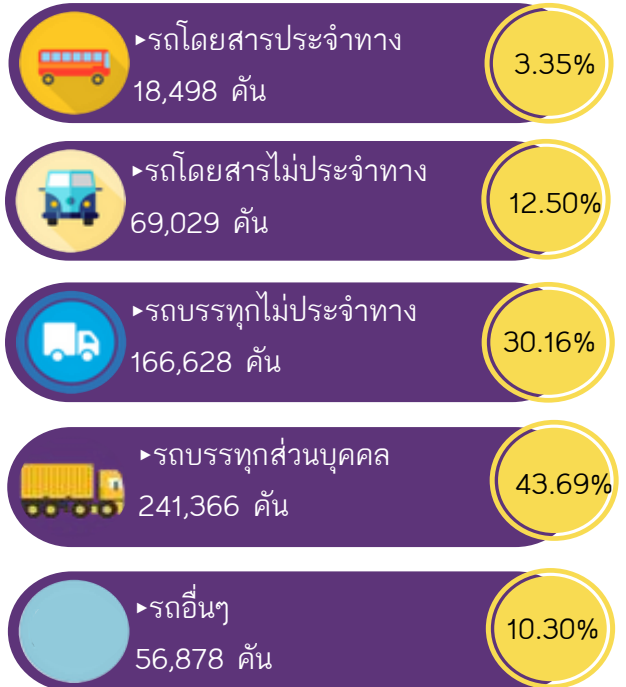 ▸รถโดยสารประจำทาง
18,498 คัน
3.35%
▸รถโดยสารไม่ประจำทาง
69,029 คัน
12.50%
▸รถบรรทุกไม่ประจำทาง
166,628 คัน
30.16%
▸รถบรรทุกส่วนบุคคล
241,366 คัน
43.69%
▸รถอื่นๆ
56,878 คัน
10.30%